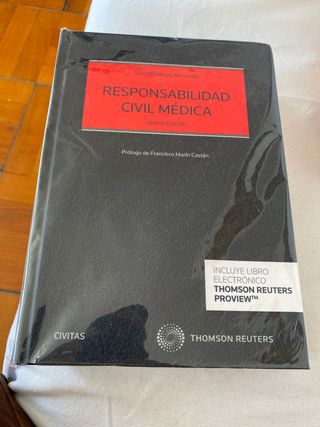 RESPONSABILIDAD
CIVIL MÉDICA
Prólogo de Francisco Marín Castán
INCLUYE LIBRO
ELECTRÓNICO
THOMSON REUTERS
PROVIEW™
CIVITAS
THOMSON REUTERS